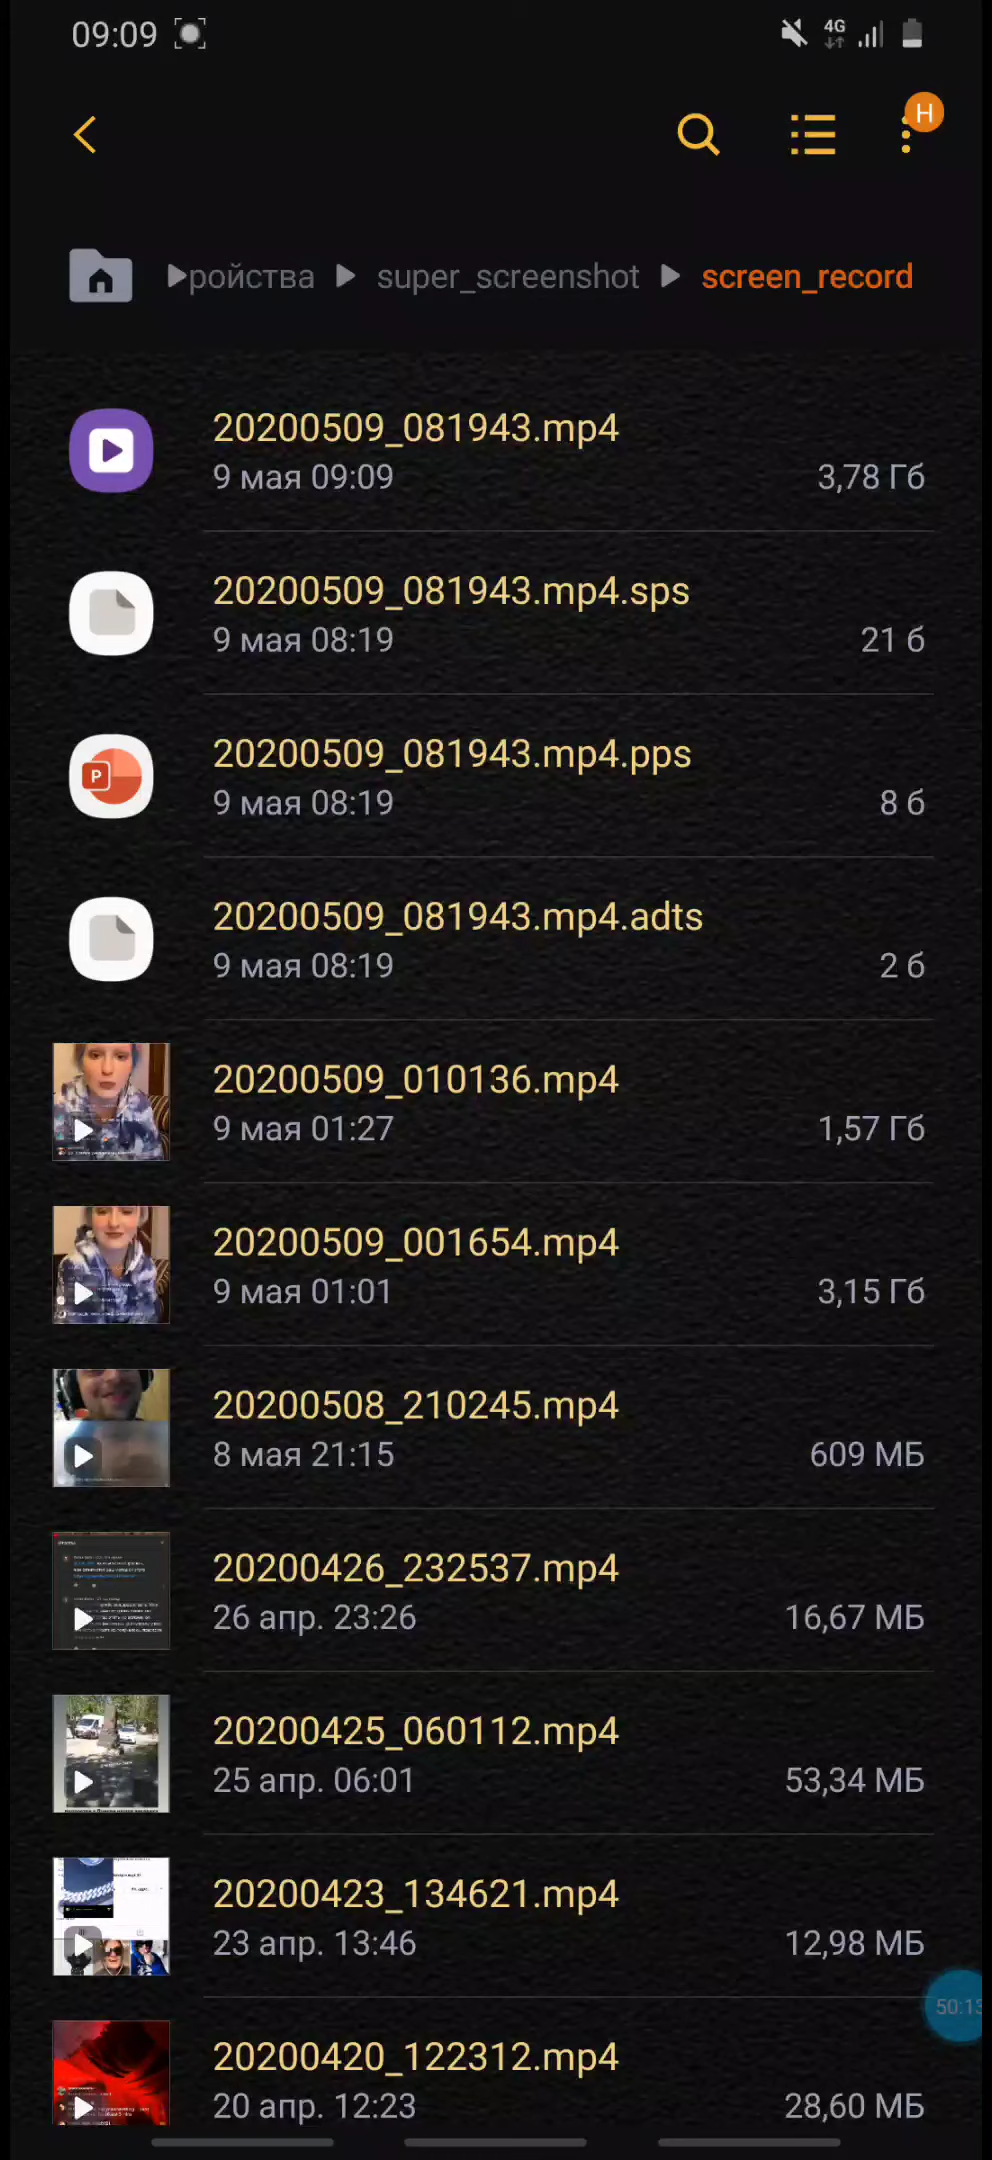 09:09
4G
H
ройства
super_screenshot
screen_record
20200509_081943.mp4
9 мая 09:09
3,78 Гб
20200509_081943.mp4.sps
9 мая 08:19
21 б
P
20200509_081943.mp4.pps
9 мая 08:19
8 б
20200509_081943.mp4.adts
9 мая 08:19
2 б
20200509_010136.mp4
9 мая 01:27
1,57 Гб
20200509_001654.mp4
9 мая 01:01
3,15 Гб
20200508_210245.mp4
8 мая 21:15
609 МБ
20200426_232537.mp4
26 апр. 23:26
16,67 МБ
20200425_060112.mp4
25 апр. 06:01
53,34 МБ
20200423_134621.mp4
23 апр. 13:46
12,98 МБ
50:13
20200420_122312.mp4
20 апр. 12:23
28,60 МБ